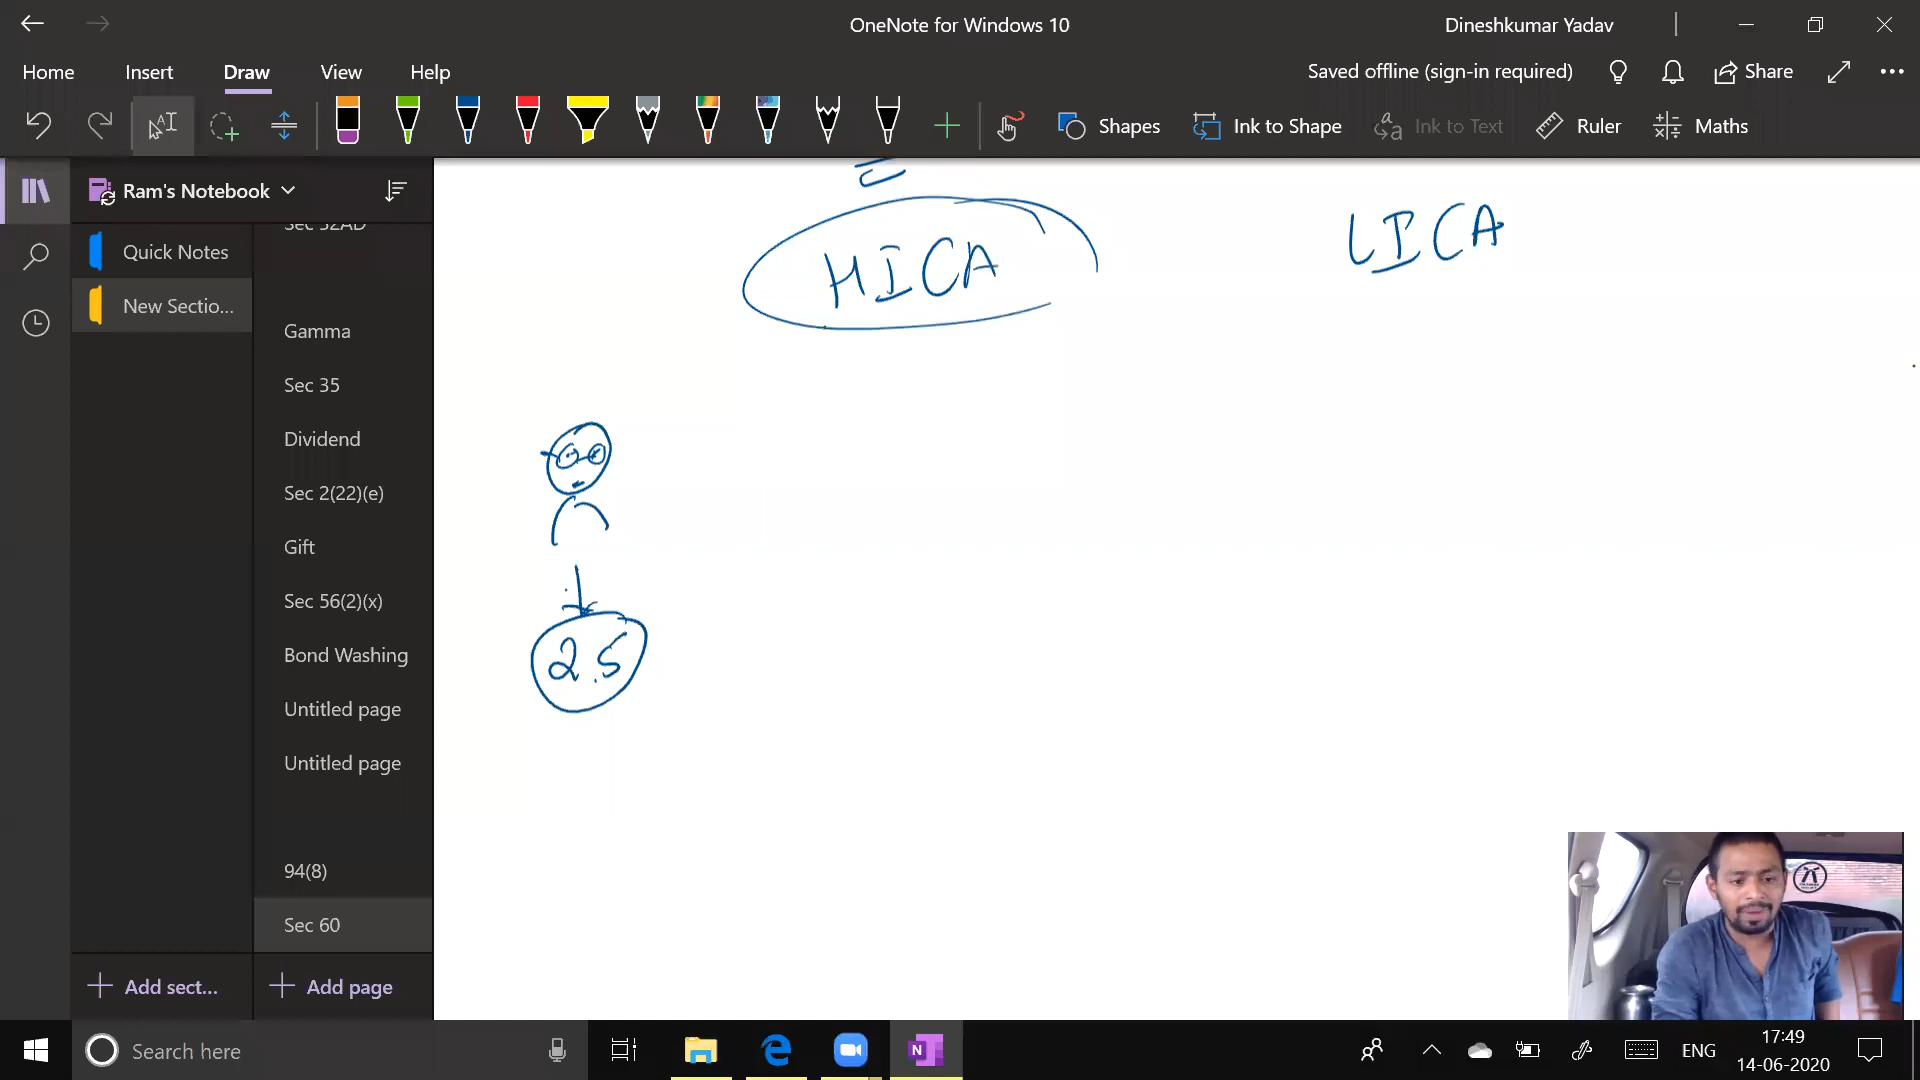 OneNote for Windows 10
Dineshkumar Yadav
Home Insert Draw View Help
Saved offline (sign-in required)
Share
Shapes
Ink to Shape
Ink to Text
Ruler
Maths
Ram's Notebook
Quick Notes
New Sectio...
Sec 52AD
Gamma
Sec 35
Dividend
Sec 2(22)(e)
Gift
Sec 56(2)(x)
Bond Washing
Untitled page
Untitled page
94(8)
Sec 60
Add sect...
Add page
HICA
LICA
2.5
Search here
ENG
17:49
14-06-2020